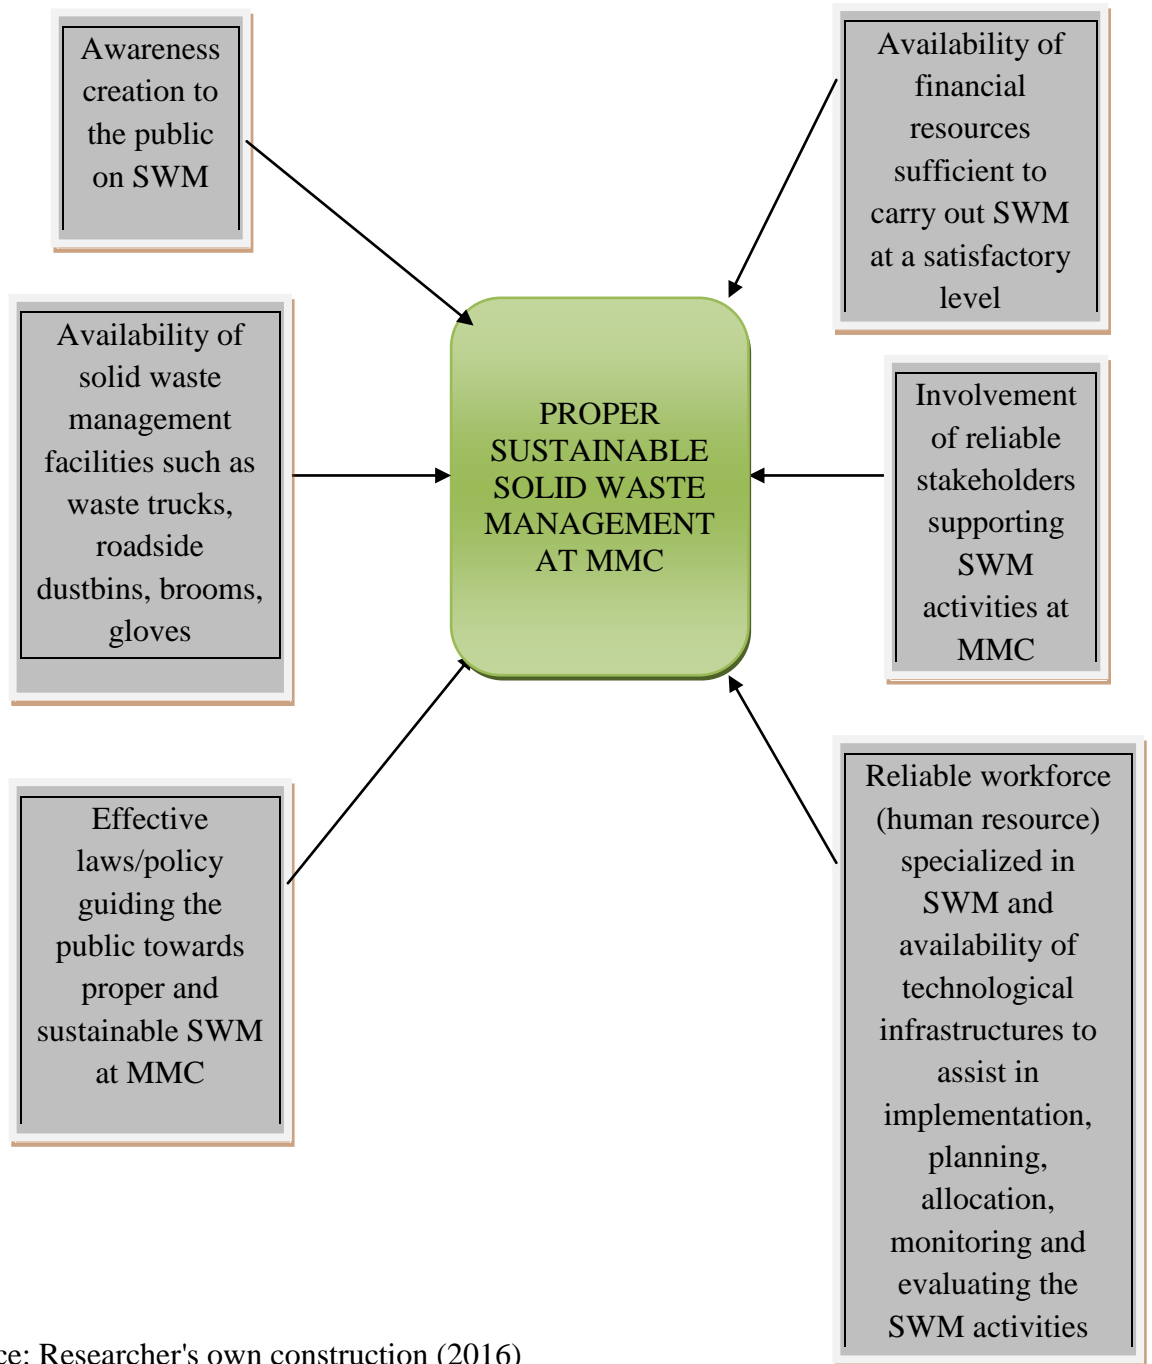 Awareness
creation to
the public
on SWM
Availability of
financial
resources
sufficient to
carry out SWM
at a satisfactory
level
Availability of
solid waste
management
facilities such as
waste trucks,
roadside
dustbins, brooms,
gloves
PROPER
SUSTAINABLE
SOLID WASTE
MANAGEMENT
AT MMC
Involvement
of reliable
stakeholders
supporting
SWM
activities at
MMC
Effective
laws/policy
guiding the
public towards
proper and
sustainable SWM
at MMC
Reliable workforce
(human resource)
specialized in
SWM and
availability of
technological
infrastructures to
assist in
implementation,
planning,
allocation,
monitoring and
evaluating the
SWM activities
ce: Researcher's own construction (2016)